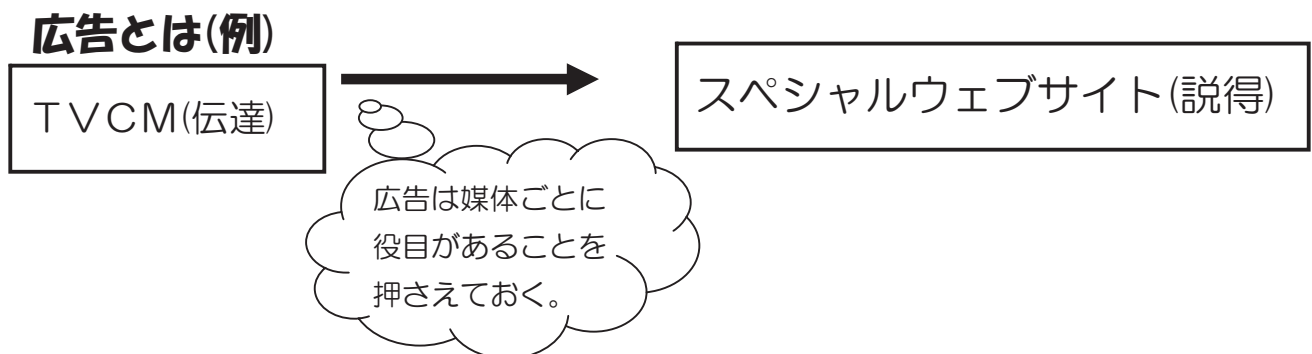 広告とは(例)
TVCM(伝達)
スペシャルウェブサイト(説得)
広告は媒体ごとに
役目があることを
押さえておく。